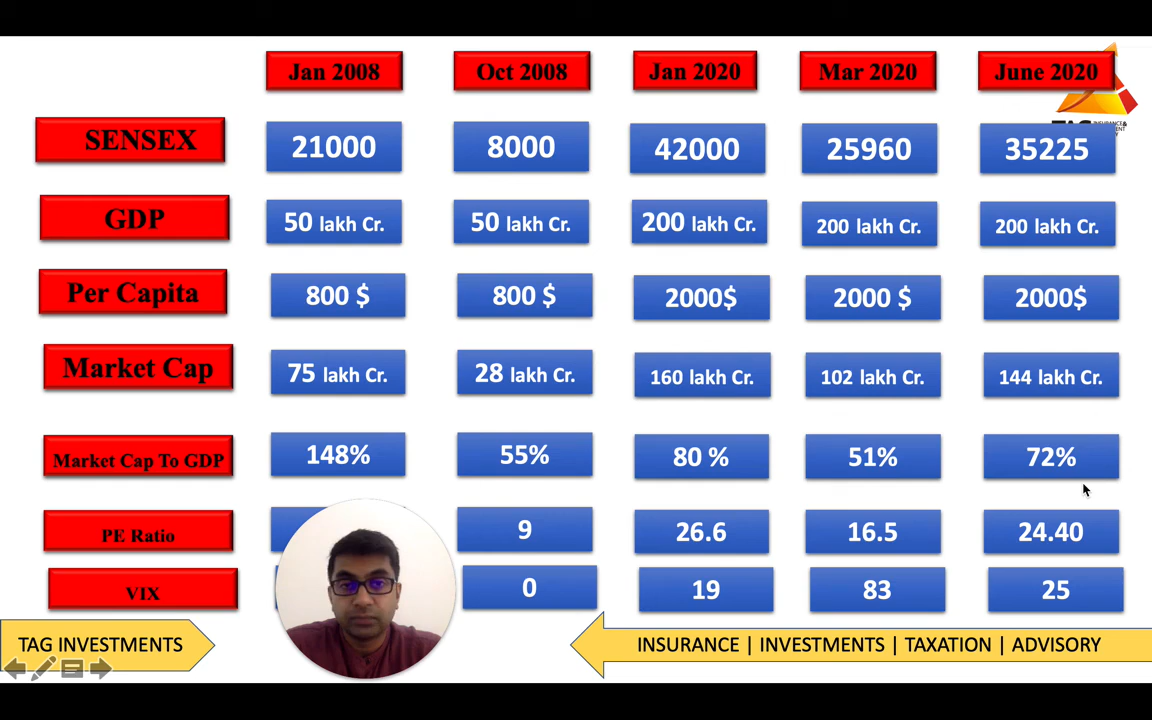 Jan 2008 Oct 2008 Jan 2020 Mar 2020 June 2020
SENSEX 21000 8000 42000 25960 35225
GDP 50 lakh Cr. 50 lakh Cr. 200 lakh Cr. 200 lakh Cr. 200 lakh Cr.
Per Capita 800 $ 800 $ 2000$ 2000 $ 2000$
Market Cap 75 lakh Cr. 28 lakh Cr. 160 lakh Cr. 102 lakh Cr. 144 lakh Cr.
Market Cap To GDP 148% 55% 80 % 51% 72%
PE Ratio 9 26.6 16.5 24.40
VIX 0 19 83 25
TAG INVESTMENTS INSURANCE | INVESTMENTS | TAXATION | ADVISORY